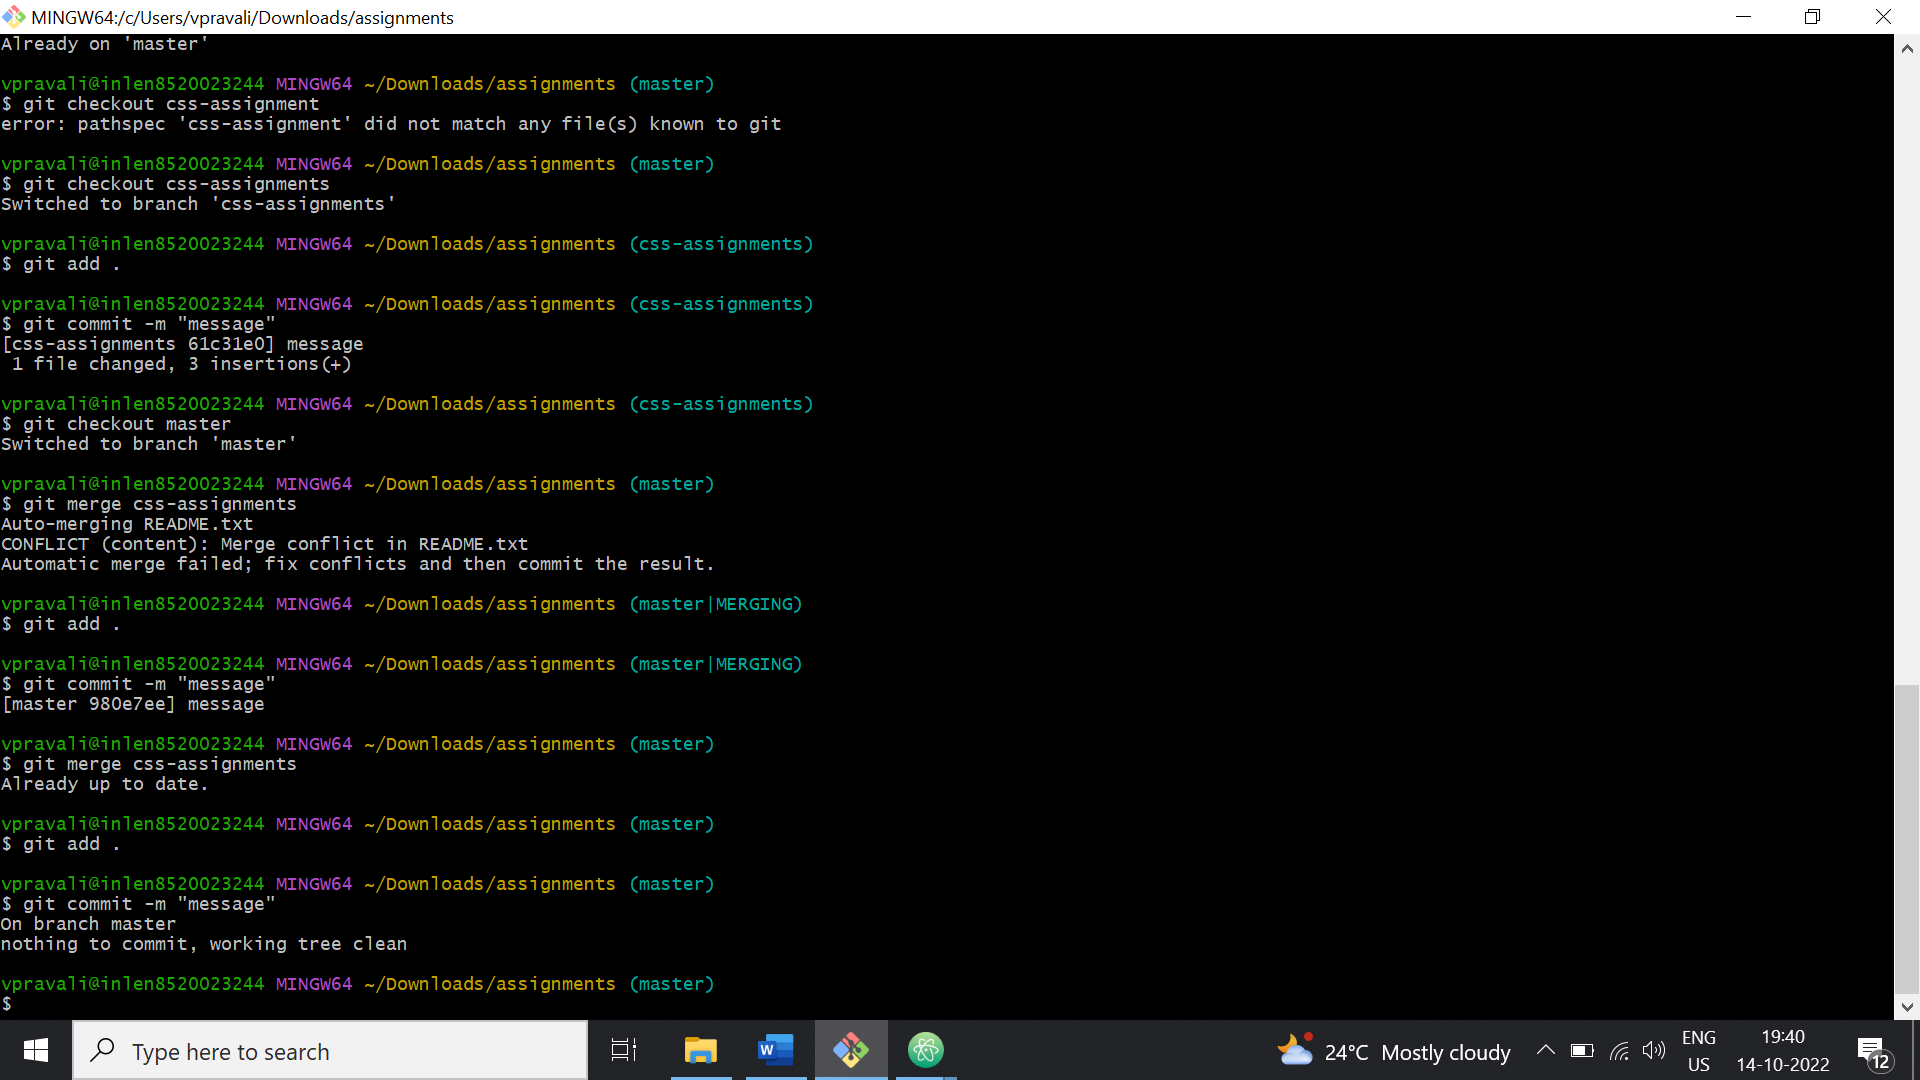 MINGW64:/c/Users/vpravali/Downloads/assignments
Already on 'master'
vpravali@inlen8520023244 MINGW64 ~/Downloads/assignments (master)
$ git checkout css-assignment
error: pathspec 'css-assignment' did not match any file(s) known to git
vpravali@inlen8520023244 MINGW64 ~/Downloads/assignments (master)
$ git checkout css-assignments
Switched to branch 'css-assignments'
vpravali@inlen8520023244 MINGW64 ~/Downloads/assignments (css-assignments)
$ git add .
vpravali@inlen8520023244 MINGW64 ~/Downloads/assignments (css-assignments)
$ git commit -m "message"
[css-assignments 61c31e0] message
 1 file changed, 3 insertions(+)
vpravali@inlen8520023244 MINGW64 ~/Downloads/assignments (css-assignments)
$ git checkout master
Switched to branch 'master'
vpravali@inlen8520023244 MINGW64 ~/Downloads/assignments (master)
$ git merge css-assignments
Auto-merging README.txt
CONFLICT (content): Merge conflict in README.txt
Automatic merge failed; fix conflicts and then commit the result.
vpravali@inlen8520023244 MINGW64 ~/Downloads/assignments (master|MERGING)
$ git add .
vpravali@inlen8520023244 MINGW64 ~/Downloads/assignments (master|MERGING)
$ git commit -m "message"
[master 980e7ee] message
vpravali@inlen8520023244 MINGW64 ~/Downloads/assignments (master)
$ git merge css-assignments
Already up to date.
vpravali@inlen8520023244 MINGW64 ~/Downloads/assignments (master)
$ git add .
vpravali@inlen8520023244 MINGW64 ~/Downloads/assignments (master)
$ git commit -m "message"
On branch master
nothing to commit, working tree clean
vpravali@inlen8520023244 MINGW64 ~/Downloads/assignments (master)
$
Type here to search
W
24°C Mostly cloudy
ENG
US
19:40
14-10-2022
12